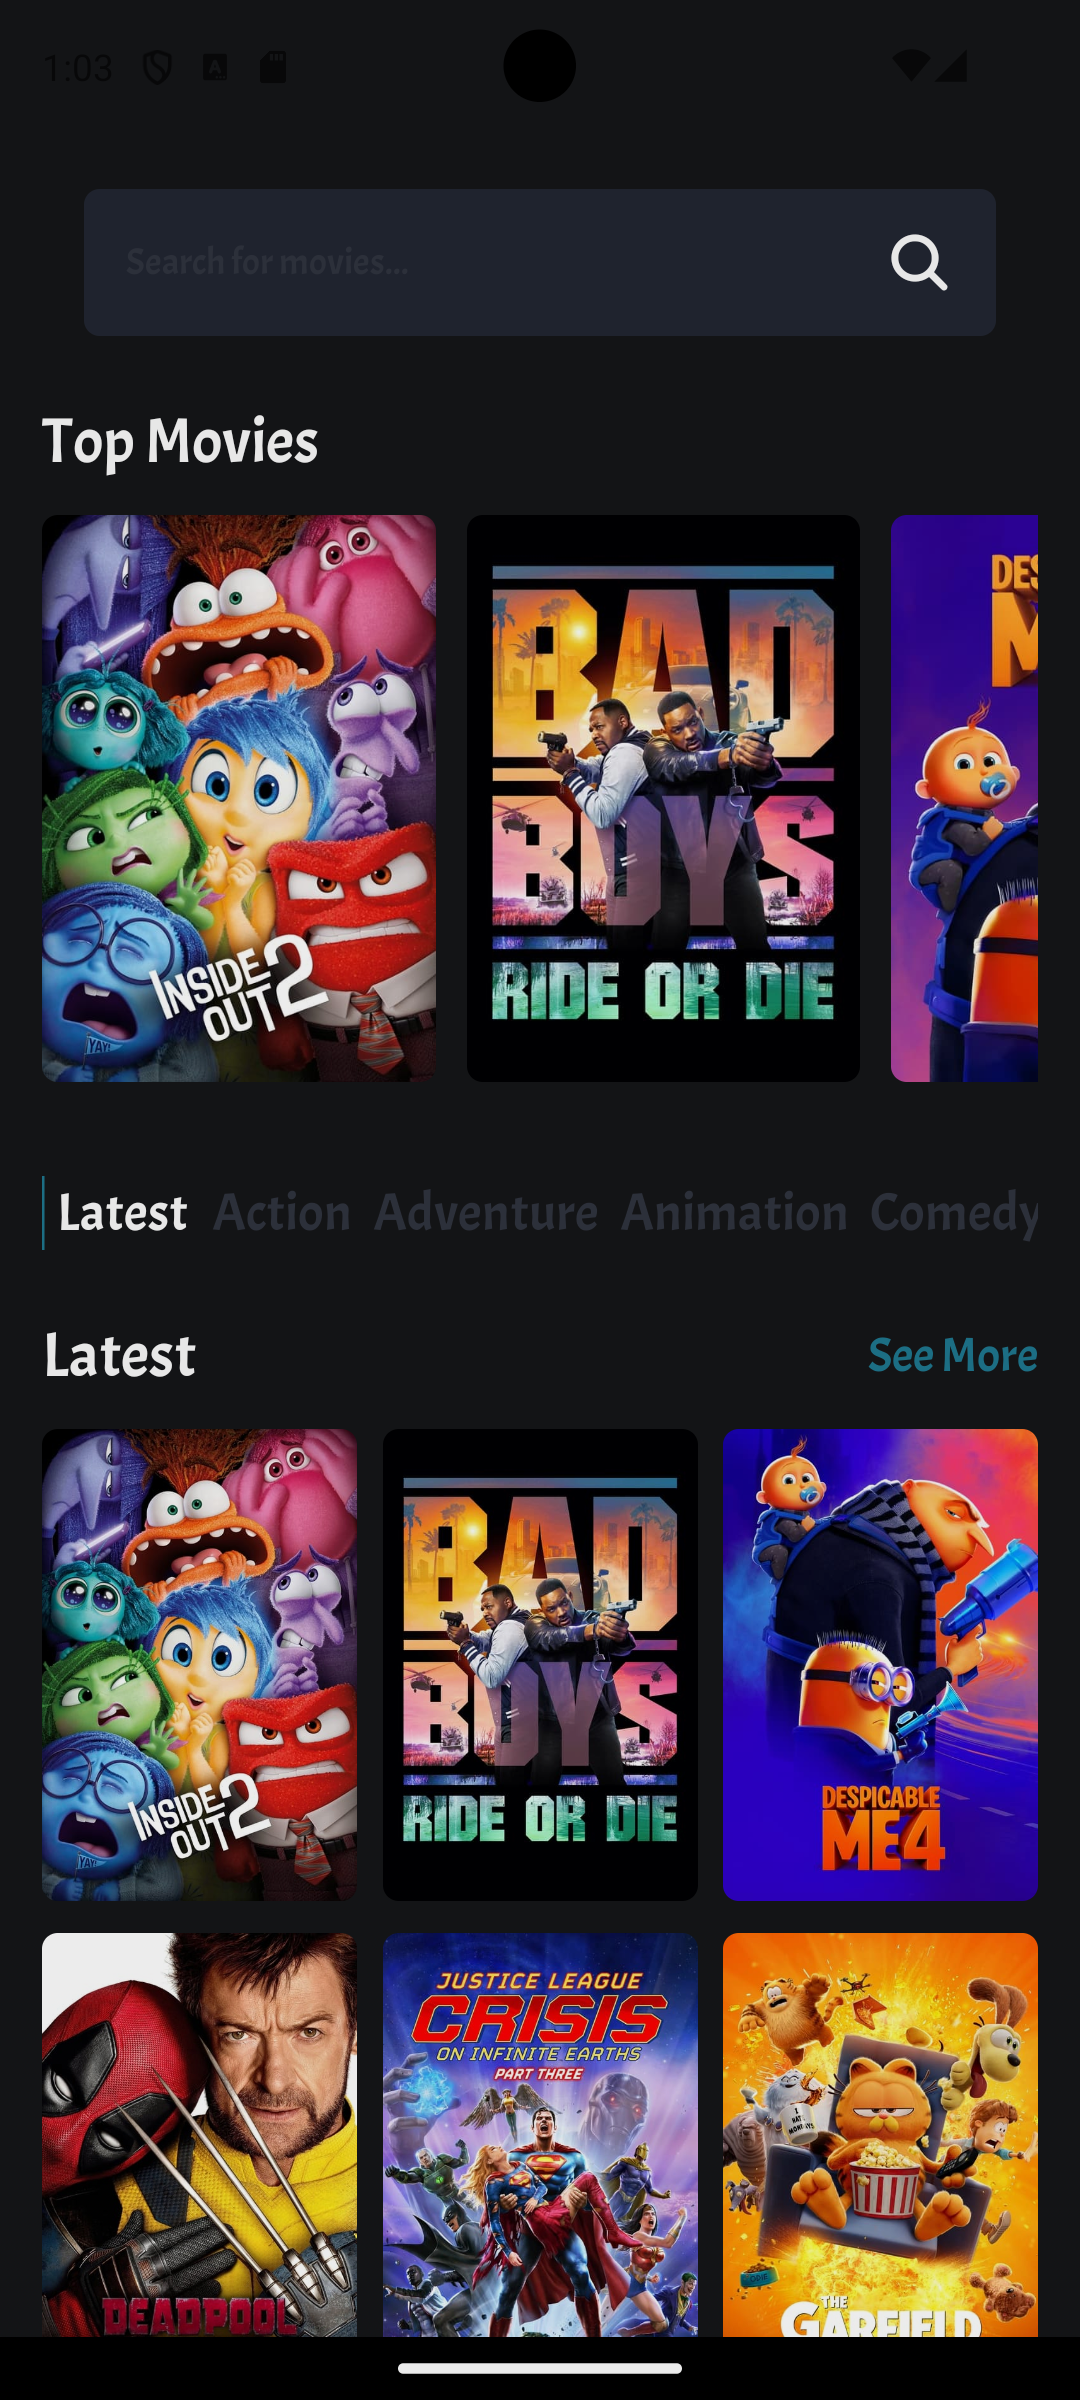 1:03
Search for movies...
Top Movies
YAY!
INSIDE
OUT 2
BAD
BOYS
RIDE OR DIE
DES
M
Latest Action Adventure Animation Comedy
Latest
See More
YAY!
INSIDE
OUT 2
BAD
BOYS
RIDE OR DIE
DESPICABLE
ME 4
DEADPOOL
JUSTICE LEAGUE
CRISIS
ON INFINITE EARTHS
PART THREE
ODIE
THE
GARFIELD